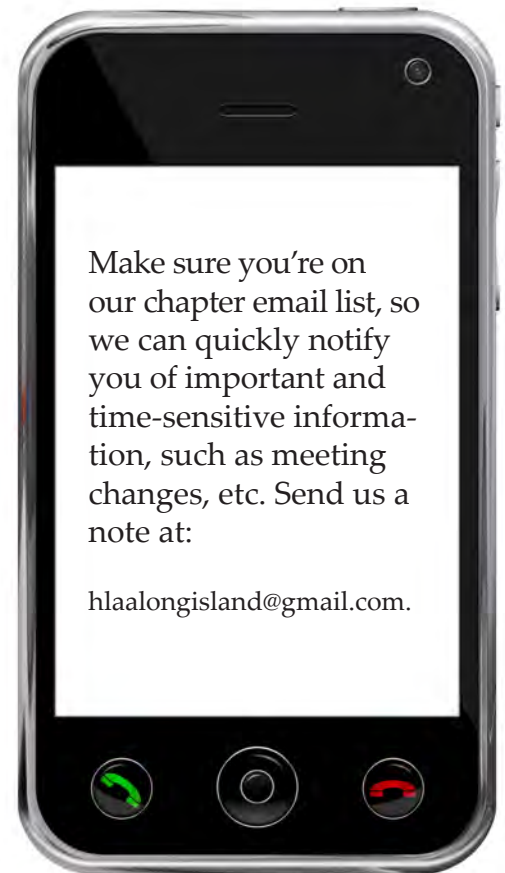 Make sure you’re on
our chapter email list, so
we can quickly notify
you of important and
time-sensitive informa-
tion, such as meeting
changes, etc. Send us a
note at:
hlaalongisland@gmail.com.